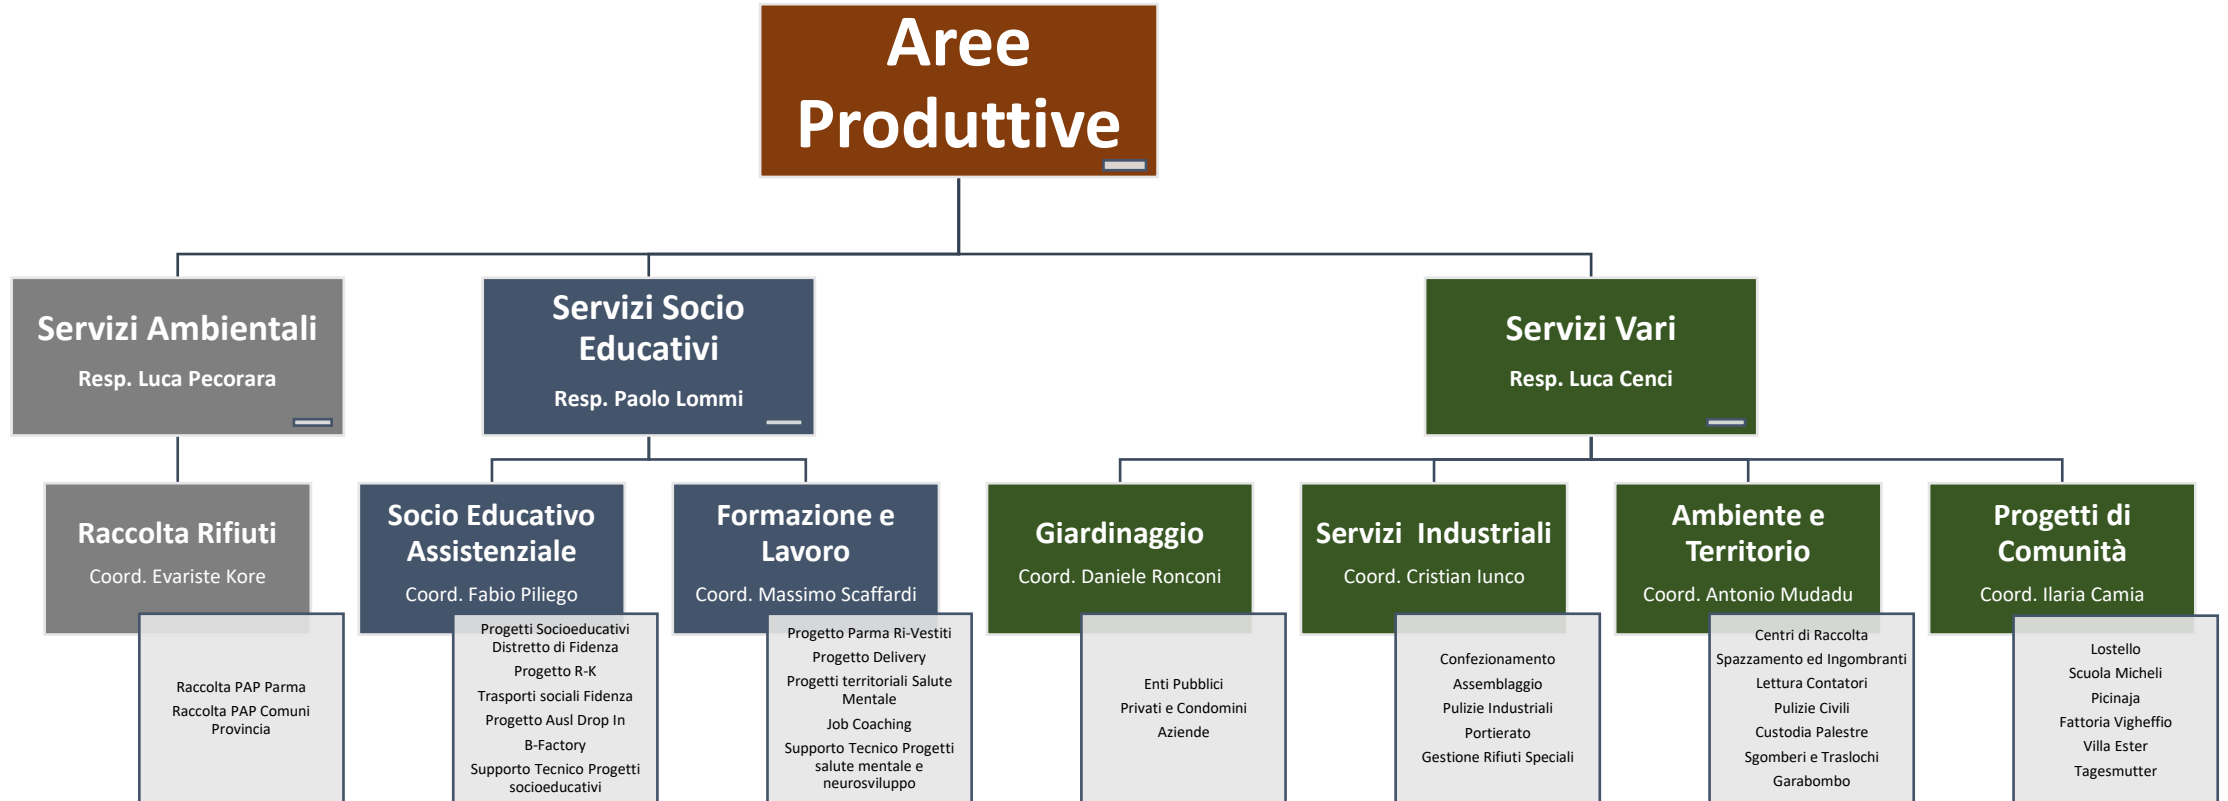 Aree
Produttive
Servizi Ambientali
Resp. Luca Pecorara
Servizi Socio
Educativi
Resp. Paolo Lommi
Servizi Vari
Resp. Luca Cenci
Raccolta Rifiuti
Coord. Evariste Kore
Raccolta PAP Parma
Raccolta PAP Comuni
Provincia
Socio Educativo
Assistenziale
Coord. Fabio Piliego
Progetti Socioeducativi
Distretto di Fidenza
Progetto R-K
Trasporti sociali Fidenza
Progetto Ausl Drop In
B-Factory
Supporto Tecnico Progetti
socioeducativi
Formazione e
Lavoro
Coord. Massimo Scaffardi
Progetto Parma Ri-Vestiti
Progetto Delivery
Progetti territoriali Salute
Mentale
Job Coaching
Supporto Tecnico Progetti
salute mentale e
neurosviluppo
Giardinaggio
Coord. Daniele Ronconi
Enti Pubblici
Privati e Condomini
Aziende
Servizi Industriali
Coord. Cristian Iunco
Confezionamento
Assemblaggio
Pulizie Industriali
Portierato
Gestione Rifiuti Speciali
Ambiente e
Territorio
Coord. Antonio Mudadu
Centri di Raccolta
Spazzamento ed Ingombranti
Lettura Contatori
Pulizie Civili
Custodia Palestre
Sgomberi e Traslochi
Garabombo
Progetti di
Comunità
Coord. Ilaria Camia
Lostello
Scuola Micheli
Picinaja
Fattoria Vigheffio
Villa Ester
Tagesmutter